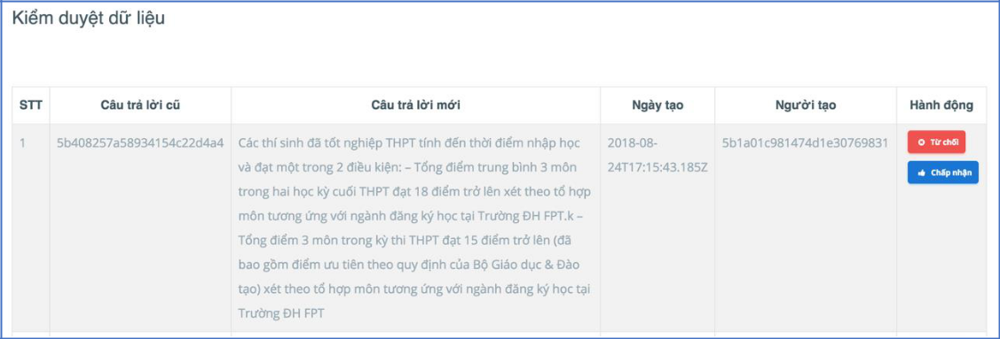 Kiểm duyệt dữ liệu
STT Câu trả lời cũ Câu trả lời mới Ngày tạo Người tạo Hành động
1 5b408257a58934154c22d4a4 Các thí sinh đã tốt nghiệp THPT tính đến thời điểm nhập học 2018-08- 5b1a01c981474d1e30769831 Từ chối
và đạt một trong 2 điều kiện: – Tổng điểm trung bình 3 môn 24T17:15:43.185Z Chấp nhận
trong hai học kỳ cuối THPT đạt 18 điểm trở lên xét theo tổ hợp
môn tương ứng với ngành đăng ký học tại Trường ĐH FPT.k –
Tổng điểm 3 môn trong kỳ thi THPT đạt 15 điểm trở lên (đã
bao gồm điểm ưu tiên theo quy định của Bộ Giáo dục & Đào
tạo) xét theo tổ hợp môn tương ứng với ngành đăng ký học tại
Trường ĐH FPT